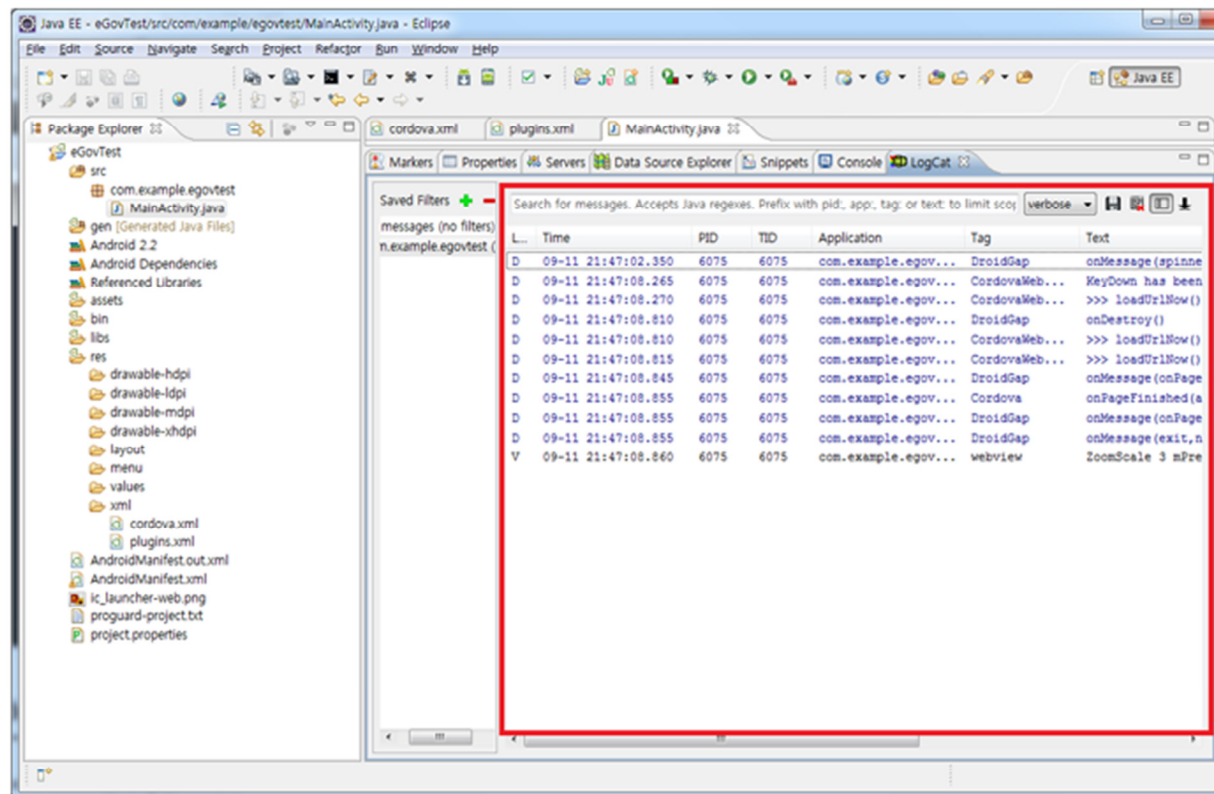 Java EE - eGovTest/src/com/example/egovtest/MainActivity.java - Eclipse
File Edit Source Navigate Search Project Refactor Run Window Help
Java EE
Package Explorer
eGovTest
src
com.example.egovtest
MainActivity.java
gen [Generated Java Files]
Android 2.2
Android Dependencies
Referenced Libraries
assets
bin
libs
res
drawable-hdpi
drawable-ldpi
drawable-mdpi
drawable-xhdpi
layout
menu
values
xml
cordova.xml
plugins.xml
AndroidManifest.out.xml
AndroidManifest.xml
ic_launcher-web.png
proguard-project.txt
project.properties
cordova.xml plugins.xml MainActivity.java
Markers Properties Servers Data Source Explorer Snippets Console LogCat
Saved Filters
messages (no filters)
n.example.egovtest (
Search for messages. Accepts Java regexes. Prefix with pid:, app:, tag: or text: to limit scop verbose
L... Time PID TID Application Tag Text
D 09-11 21:47:02.350 6075 6075 com.example.egov... DroidGap onMessage(spinne
D 09-11 21:47:08.265 6075 6075 com.example.egov... CordovaWeb... KeyDown has been
D 09-11 21:47:08.270 6075 6075 com.example.egov... CordovaWeb... >>> loadUrlNow()
D 09-11 21:47:08.810 6075 6075 com.example.egov... DroidGap onDestroy()
D 09-11 21:47:08.810 6075 6075 com.example.egov... CordovaWeb... >>> loadUrlNow()
D 09-11 21:47:08.815 6075 6075 com.example.egov... CordovaWeb... >>> loadUrlNow()
D 09-11 21:47:08.845 6075 6075 com.example.egov... DroidGap onMessage(onPage
D 09-11 21:47:08.855 6075 6075 com.example.egov... Cordova onPageFinished(a
D 09-11 21:47:08.855 6075 6075 com.example.egov... DroidGap onMessage(onPage
D 09-11 21:47:08.855 6075 6075 com.example.egov... DroidGap onMessage(exit,n
V 09-11 21:47:08.860 6075 6075 com.example.egov... webview ZoomScale 3 mPre